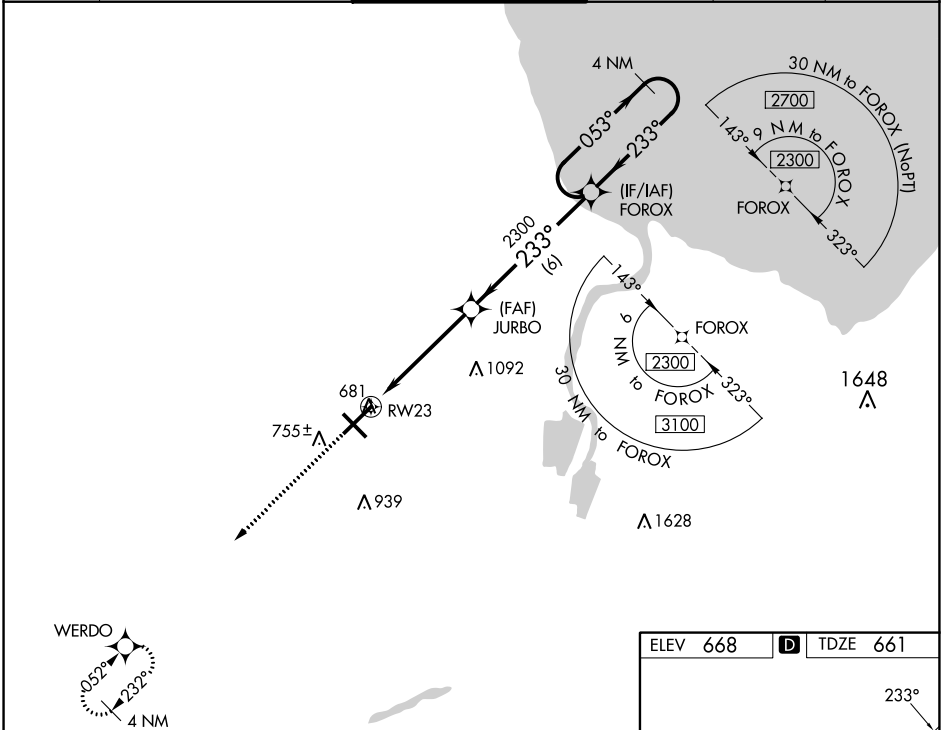 4 NM
053°
233°
(IF/IAF)
FOROX
30 NM to FOROX (NoPT)
2700
143°
9 NM to FOROX
2300
FOROX
323°
2300
233°
(6)
(FAF)
JURBO
143°
FOROX
9 NM to FOROX
2300
323°
30 NM to FOROX
3100
1092
1648
681
RW23
755±
939
1628
WERDO
052°
232°
4 NM
ELEV 668
D
TDZE 661
233°